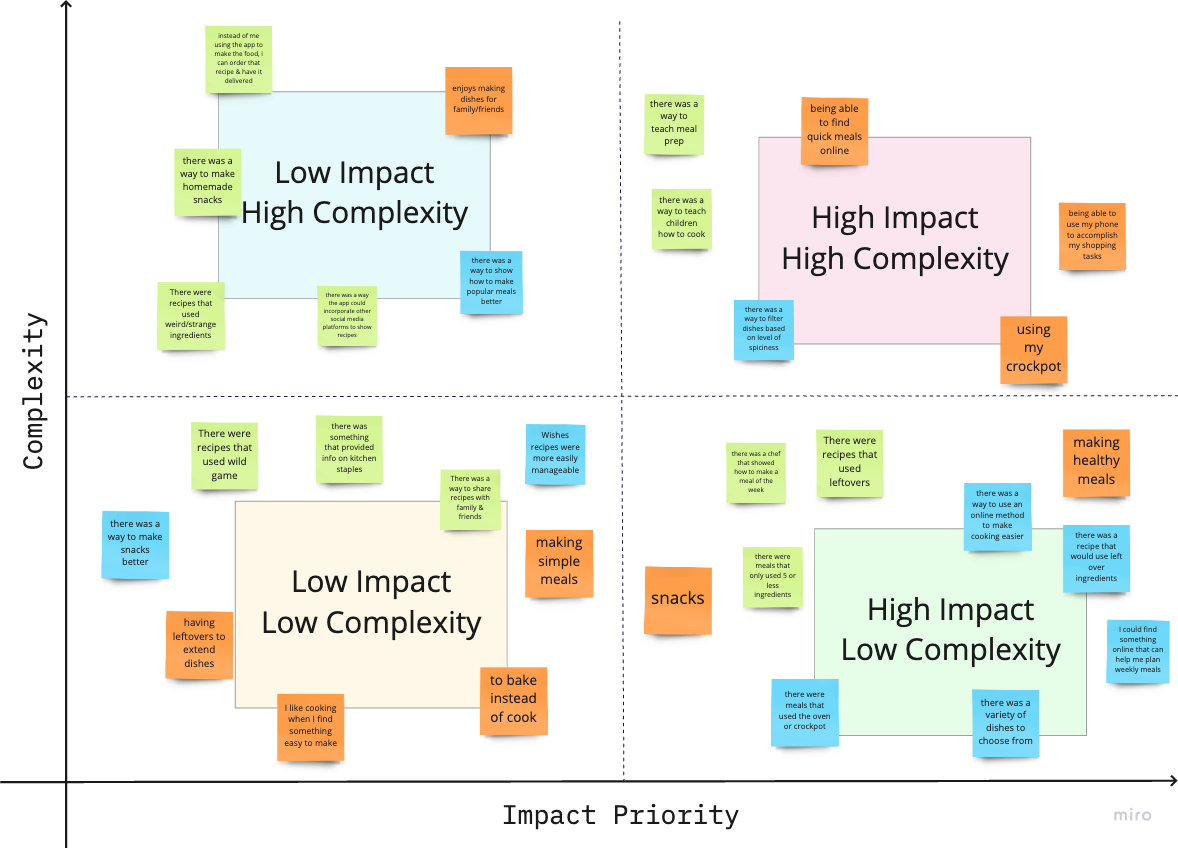 instead of me
using the app to
make the food, i
can order that
recipe & have it
delivered
enjoys making
dishes for
family/friends
there was a
way to make
homemade
snacks
Low Impact
High Complexity
there was a
way to show
how to make
popular meals
better
There were
recipes that
used
weird/strange
ingredients
there was a way
the app could
incorporate other
social media
platforms to show
recipes
there was a
way to
teach meal
prep
being able
to find
quick meals
online
there was a
way to teach
children
how to cook
being able to
use my phone
to accomplish
my shopping
tasks
High Impact
High Complexity
there was a
way to filter
dishes based
on level of
spiciness
using
my
crockpot
Complexity
There were
recipes that
used wild
game
there was
something
that provided
info on kitchen
staples
Wishes
recipes were
more easily
manageable
There was a
way to share
recipes with
family &
friends
there was a
way to make
snacks
better
making
simple
meals
Low Impact
Low Complexity
having
leftovers to
extend
dishes
to bake
instead
of cook
I like cooking
when I find
something
easy to make
there was a chef
that showed
how to make a
meal of the
week
There were
recipes that
used
leftovers
making
healthy
meals
there was a
way to use an
online method
to make
cooking easier
there was a
recipe that
would use left
over
ingredients
there were
meals that
only used 5 or
less
ingredients
snacks
High Impact
Low Complexity
I could find
something
online that can
help me plan
weekly meals
there were
meals that
used the oven
or crockpot
there was a
variety of
dishes to
choose from
Impact Priority
miro